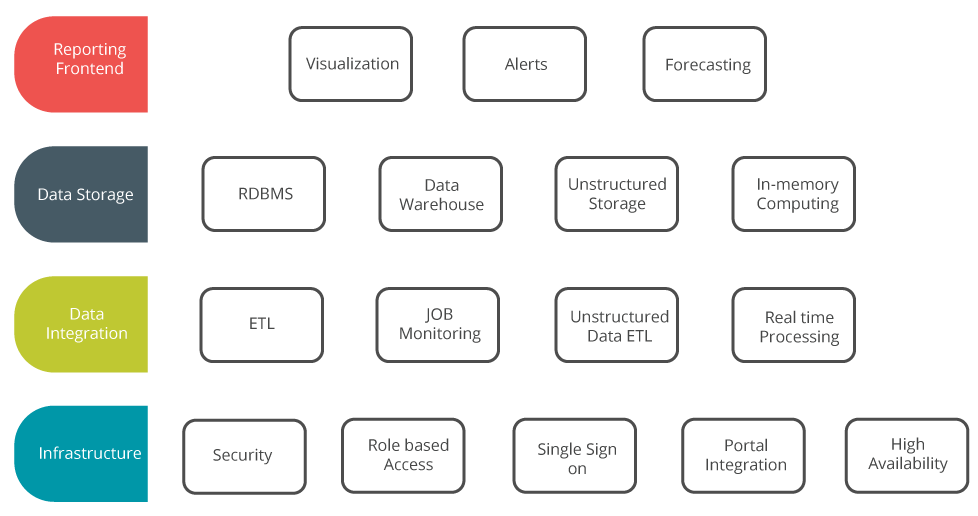 Reporting
Frontend
Visualization
Alerts
Forecasting
Data Storage
RDBMS
Data
Warehouse
Unstructured
Storage
In-memory
Computing
Data
Integration
ETL
JOB
Monitoring
Unstructured
Data ETL
Real time
Processing
Infrastructure
Security
Role based
Access
Single Sign
on
Portal
Integration
High
Availability